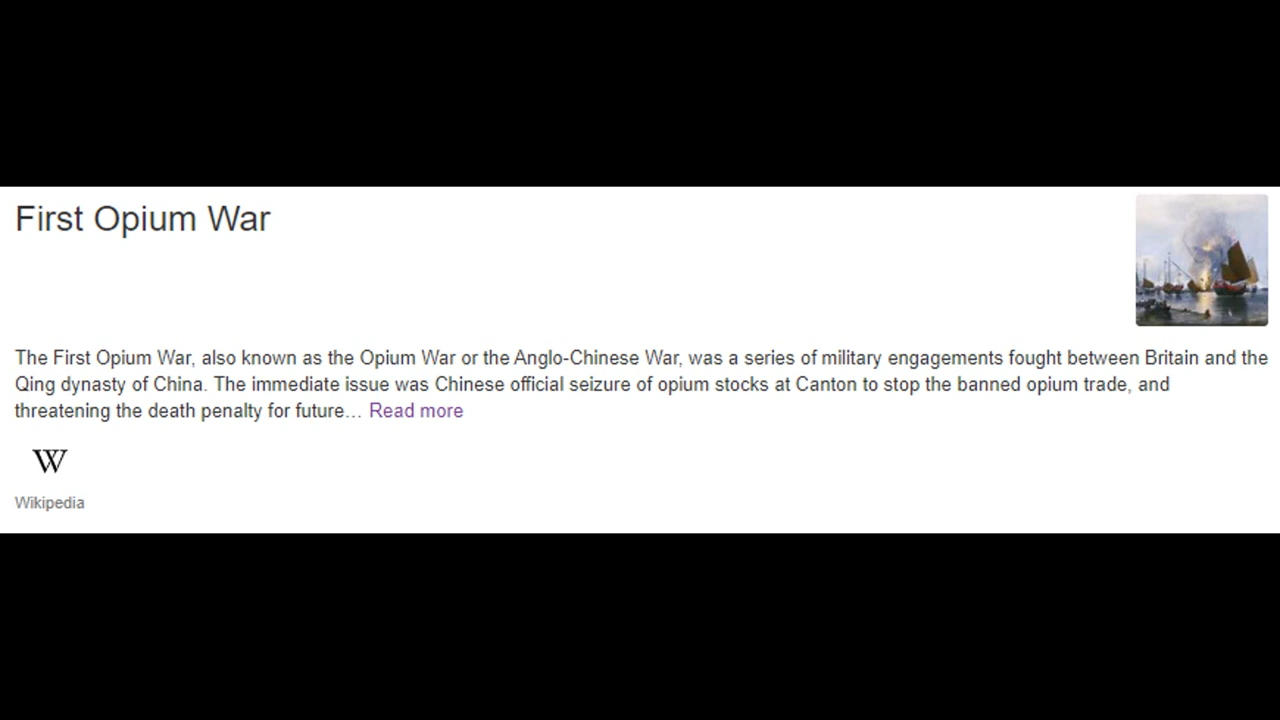 First Opium War
The First Opium War, also known as the Opium War or the Anglo-Chinese War, was a series of military engagements fought between Britain and the
Qing dynasty of China. The immediate issue was Chinese official seizure of opium stocks at Canton to stop the banned opium trade, and
threatening the death penalty for future… Read more
W
Wikipedia